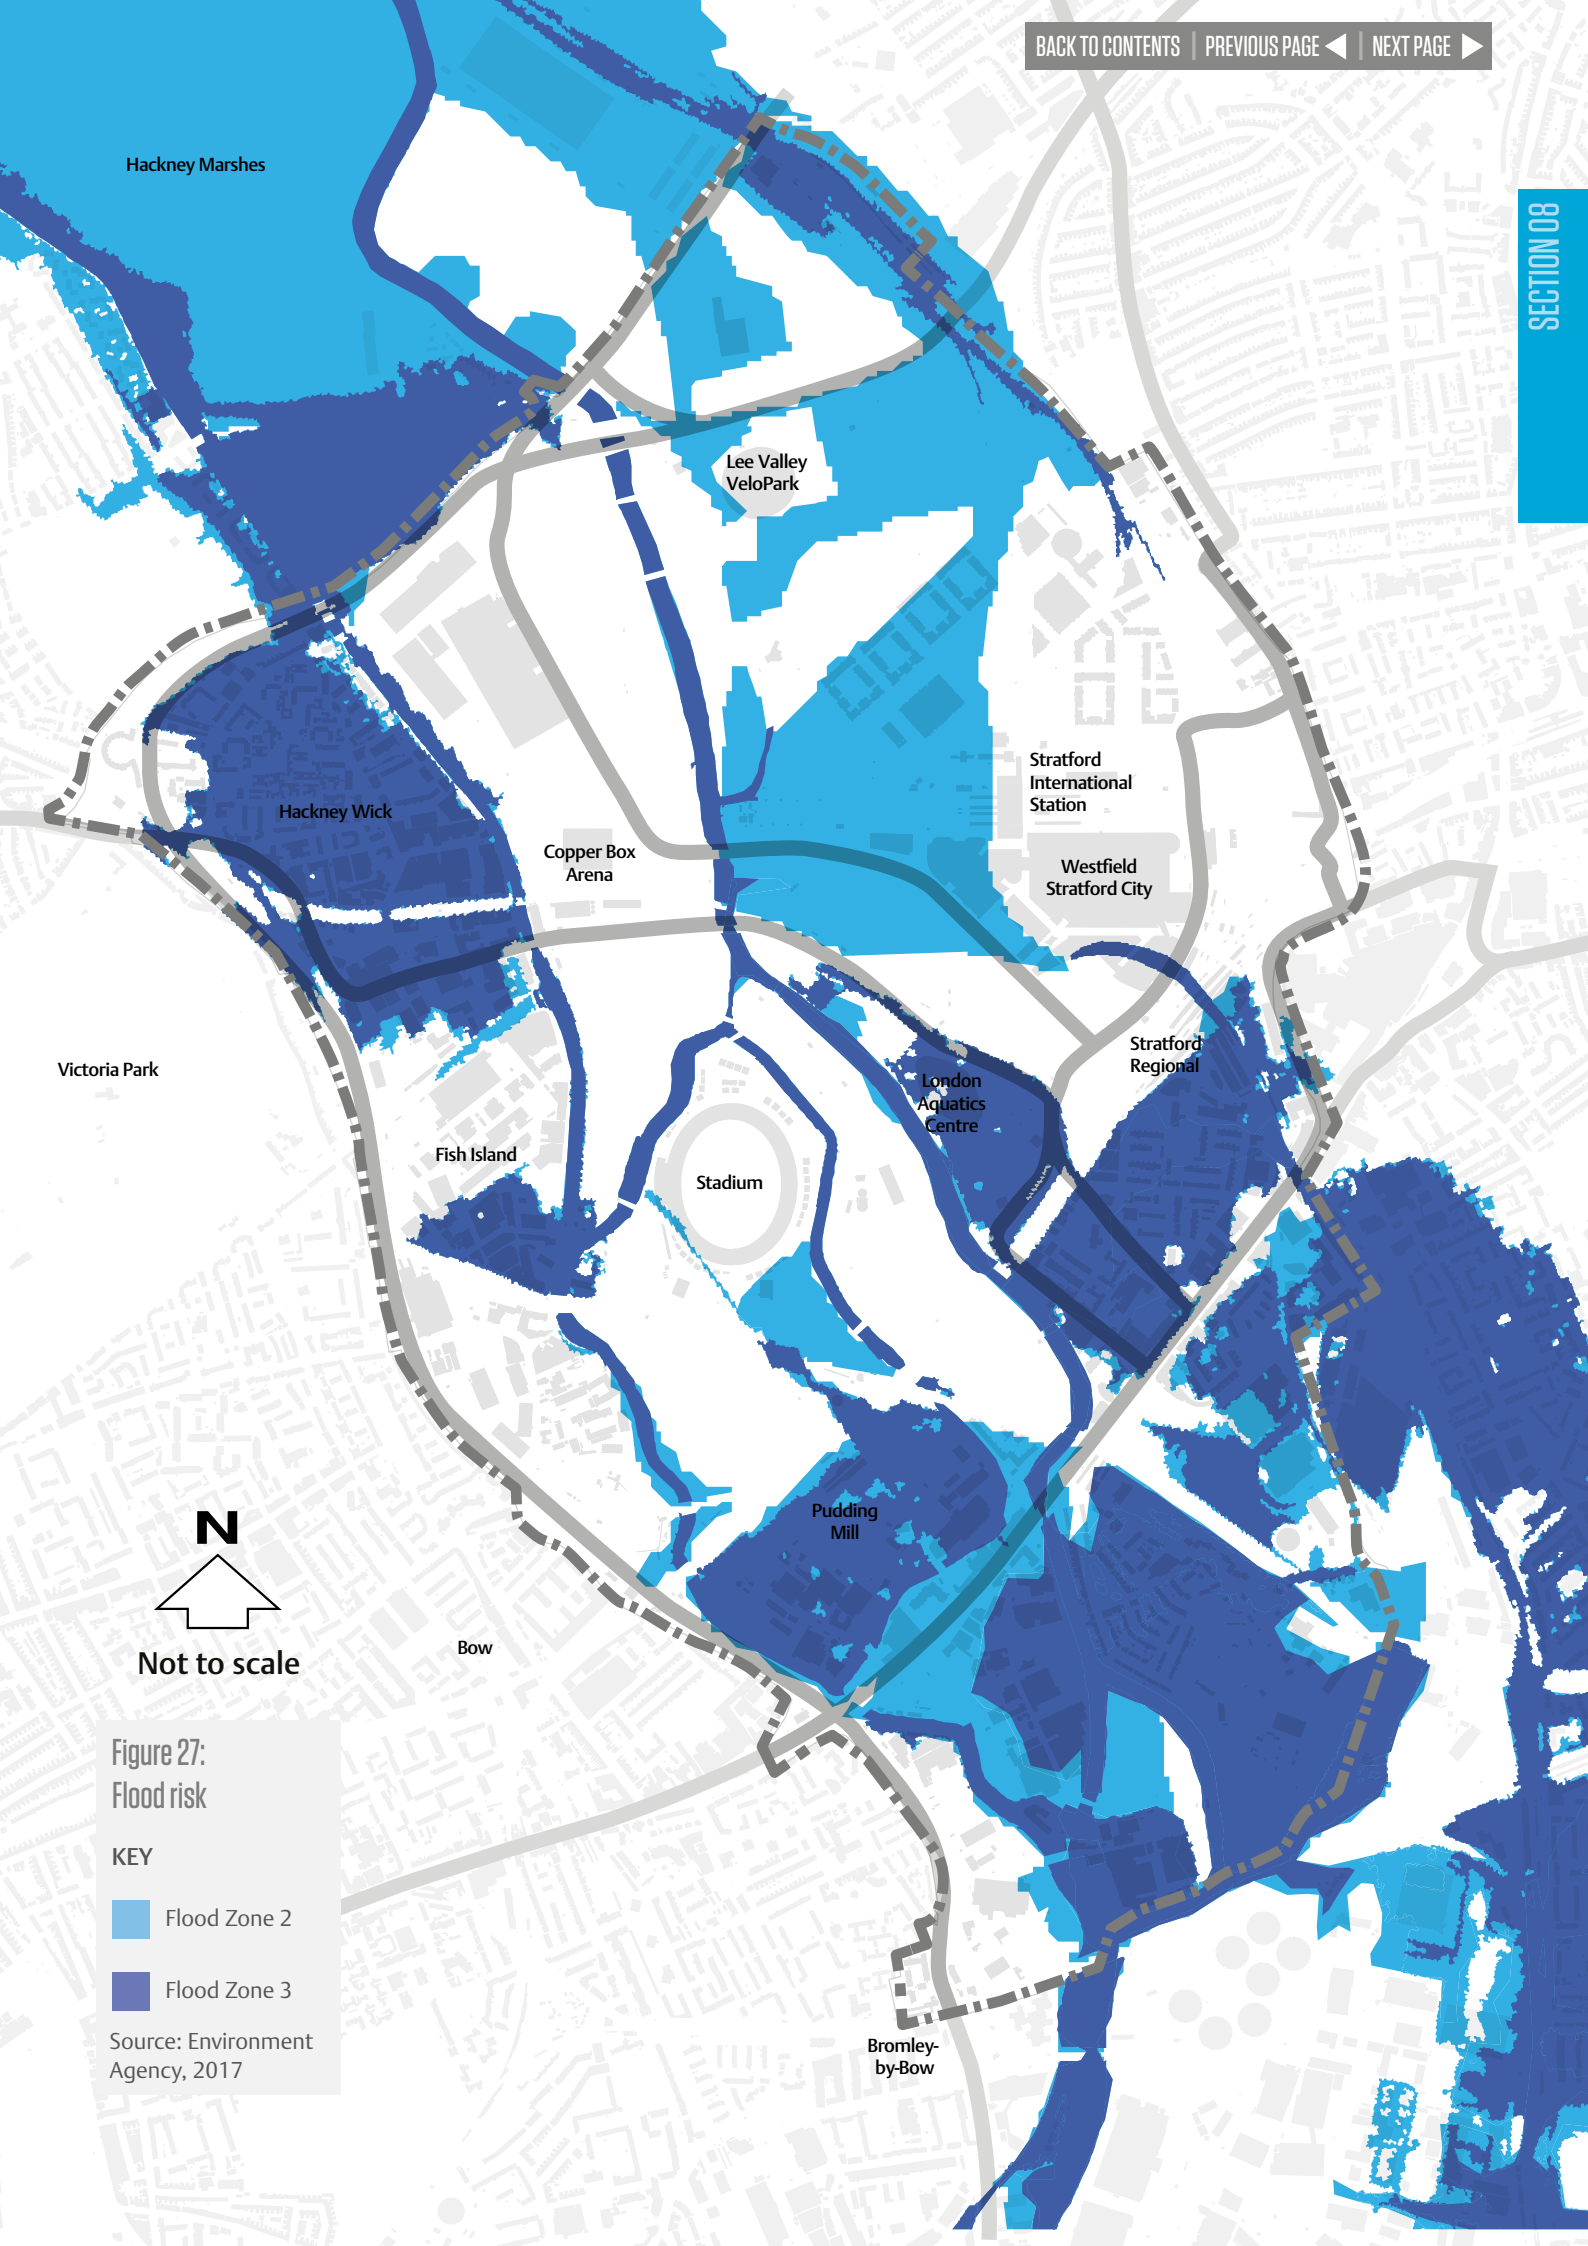 BACK TO CONTENTS | PREVIOUS PAGE | NEXT PAGE
SECTION 08
Hackney Marshes
Lee Valley
VeloPark
Stratford
International
Station
Hackney Wick
Copper Box
Arena
Westfield
Stratford City
Victoria Park
Stratford
Regional
London
Aquatics
Centre
Fish Island
Stadium
Pudding
Mill
N
Not to scale
Bow
Bromley-
by-Bow
Figure 27:
Flood risk
KEY
Flood Zone 2
Flood Zone 3
Source: Environment
Agency, 2017